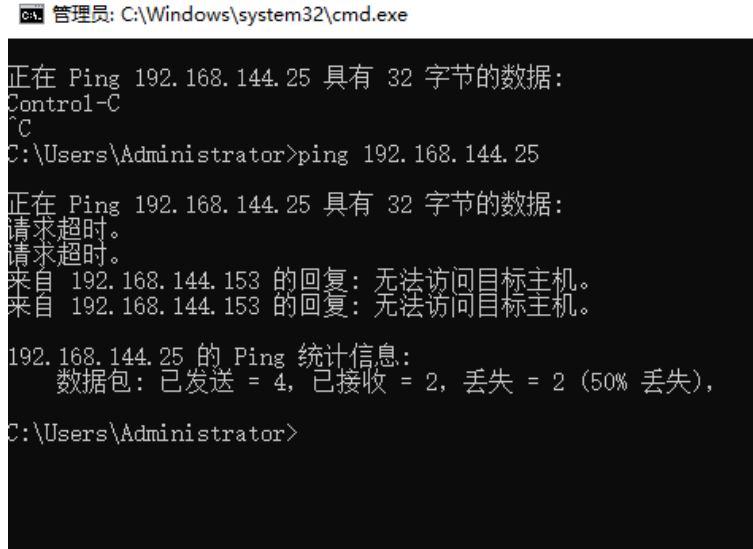 管理员: C:\Windows\system32\cmd.exe
正在 Ping 192.168.144.25 具有 32 字节的数据:
Control-C
^C
C:\Users\Administrator>ping 192.168.144.25
正在 Ping 192.168.144.25 具有 32 字节的数据:
请求超时。
请求超时。
来自 192.168.144.153 的回复: 无法访问目标主机。
来自 192.168.144.153 的回复: 无法访问目标主机。
192.168.144.25 的 Ping 统计信息:
数据包: 已发送 = 4, 已接收 = 2, 丢失 = 2 (50% 丢失),
C:\Users\Administrator>